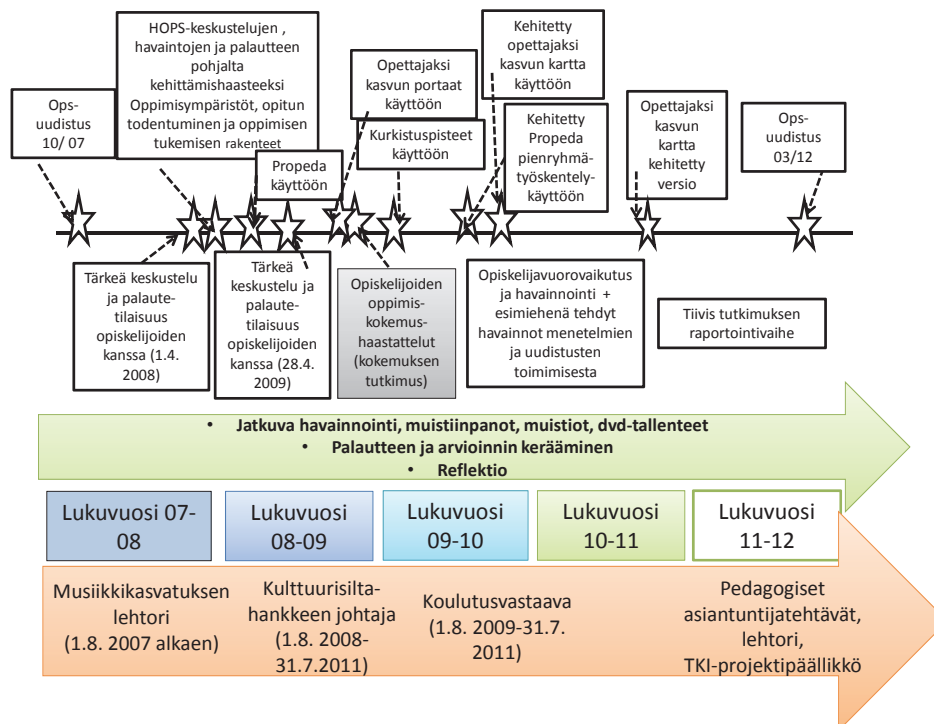 Ops-
uudistus
10/ 07
HOPS-keskustelujen ,
havaintojen ja palautteen
pohjalta
kehittämishaasteeksi
Oppimisympäristöt, opitun
todentuminen ja oppimisen
tukemisen rakenteet
Propeda
käyttöön
Opettajaksi
kasvun portaat
käyttöön
Kurkistuspisteet
käyttöön
Kehitetty
opettajaksi
kasvun kartta
käyttöön
Kehitetty
Propeda
pienryhmä-
työskentely-
käyttöön
Opettajaksi
kasvun
kartta
kehitetty
versio
Ops-
uudistus
03/12
Tärkeä keskustelu
ja palaute-
tilaisuus
opiskelijoiden
kanssa (1.4.
2008)
Tärkeä
keskustelu ja
palaute-
tilaisuus
opiskelijoiden
kanssa (28.4.
2009)
Opiskelijoiden
oppimis-
kokemus-
haastattelut
(kokemuksen
tutkimus)
Opiskelijavuorovaikutus
ja havainnointi +
esimiehenä tehdyt
havainnot menetelmien
ja uudistusten
toimimisesta
Tiivis tutkimuksen
raportointivaihe
• Jatkuva havainnointi, muistiinpanot, muistiot, dvd-tallenteet
• Palautteen ja arvioinnin kerääminen
• Reflektio
Lukuvuosi 07-
08
Lukuvuosi
08-09
Lukuvuosi
09-10
Lukuvuosi
10-11
Lukuvuosi
11-12
Musiikkikasvatuksen
lehtori
(1.8. 2007 alkaen)
Kulttuurisilta-
hankkeen johtaja
(1.8. 2008-
31.7.2011)
Koulutusvastaava
(1.8. 2009-31.7.
2011)
Pedagogiset
asiantuntijatehtävät,
lehtori,
TKI-projektipäällikkö